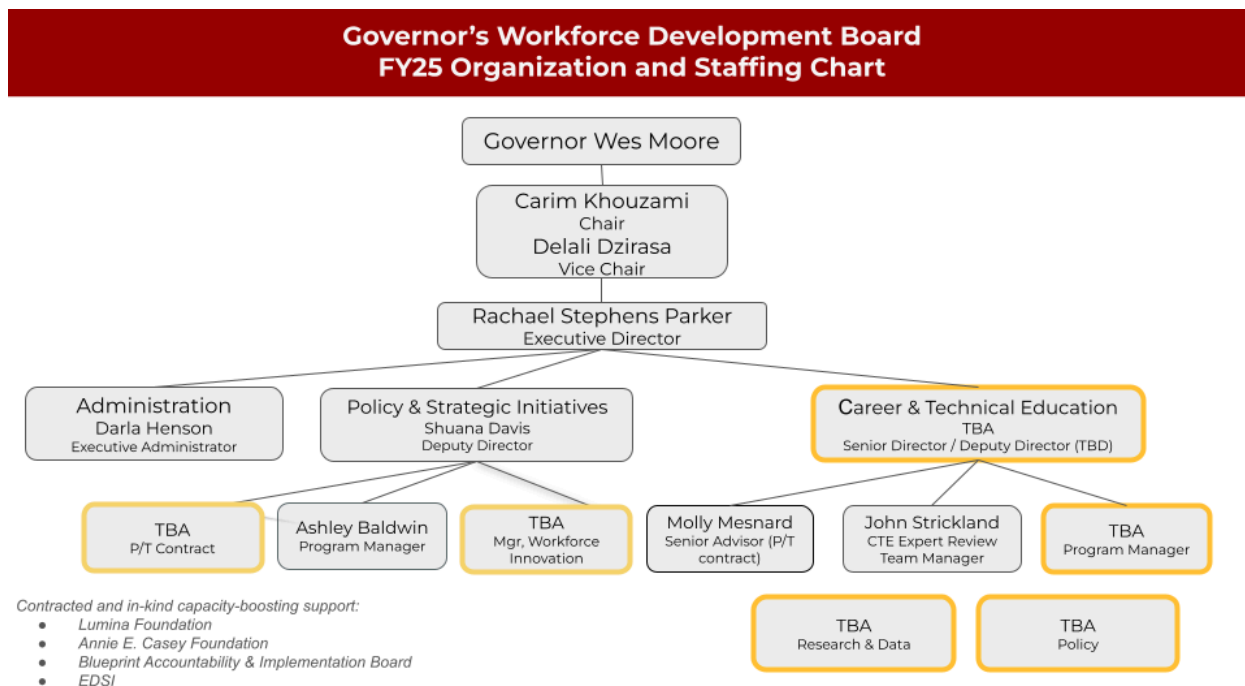 Governor's Workforce Development Board
FY25 Organization and Staffing Chart
Governor Wes Moore
Carim Khouzami
Chair
Delali Dzirasa
Vice Chair
Rachael Stephens Parker
Executive Director
Administration
Darla Henson
Executive Administrator
Policy & Strategic Initiatives
Shuana Davis
Deputy Director
Career & Technical Education
TBA
Senior Director / Deputy Director (TBD)
TBA
P/T Contract
Ashley Baldwin
Program Manager
TBA
Mgr, Workforce
Innovation
Molly Mesnard
Senior Advisor (P/T
contract)
John Strickland
CTE Expert Review
Team Manager
TBA
Program Manager
TBA
Research & Data
TBA
Policy
Contracted and in-kind capacity-boosting support:
● Lumina Foundation
● Annie E. Casey Foundation
● Blueprint Accountability & Implementation Board
● EDSI